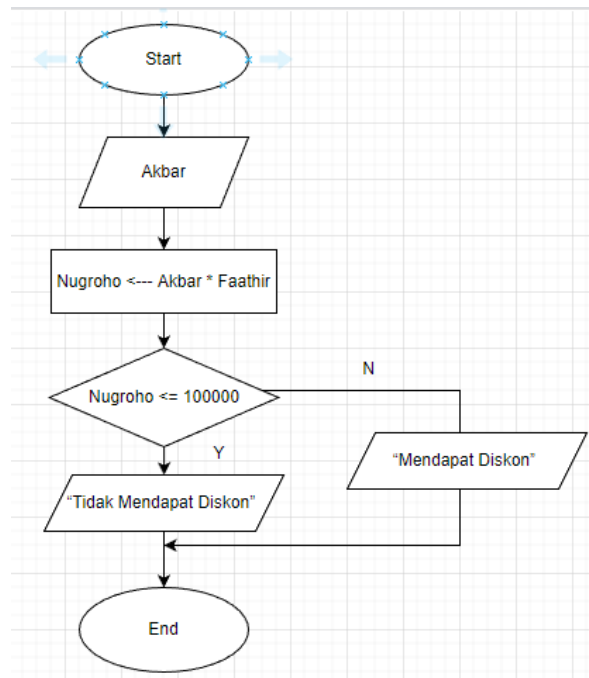 Start
Akbar
Nugroho <--- Akbar * Faathir
Nugroho <= 100000
N
Y
“Mendapat Diskon”
“Tidak Mendapat Diskon”
End